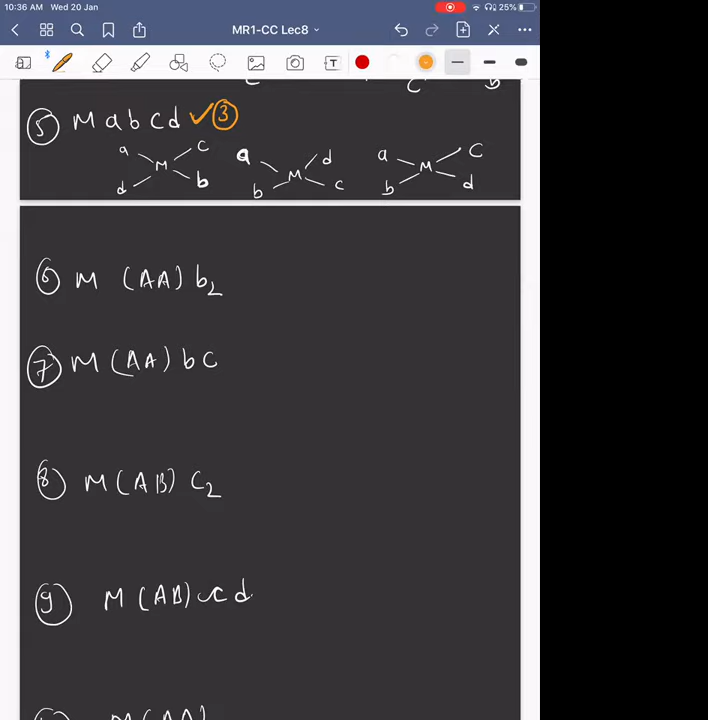 10:36 AM Wed 20 Jan
25%
MR1-CC Lec8
C C b
⑤ M a b c d ✓ ③
a c a d a c
M M M
d b b c b d
⑥ M (AA) b₂
⑦ M (AA) b c
⑧ M (AB) c₂
⑨ M (AB) c d
M (AA)